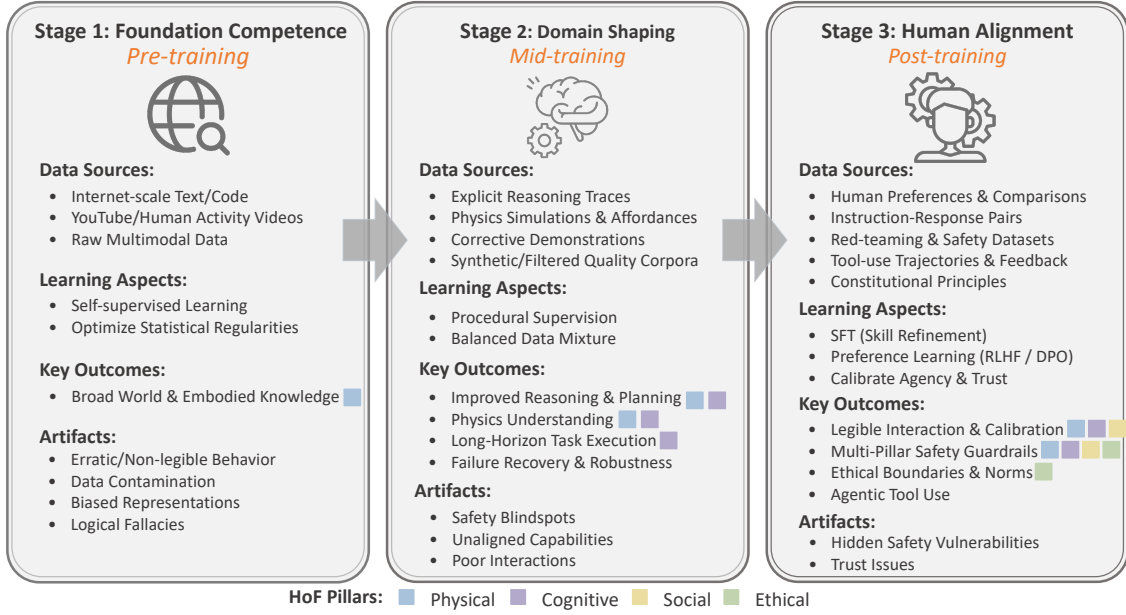 Stage 1: Foundation Competence
Pre-training
Data Sources:
• Internet-scale Text/Code
• YouTube/Human Activity Videos
• Raw Multimodal Data
Learning Aspects:
• Self-supervised Learning
• Optimize Statistical Regularities
Key Outcomes:
• Broad World & Embodied Knowledge
Artifacts:
• Erratic/Non-legible Behavior
• Data Contamination
• Biased Representations
• Logical Fallacies
Stage 2: Domain Shaping
Mid-training
Data Sources:
• Explicit Reasoning Traces
• Physics Simulations & Affordances
• Corrective Demonstrations
• Synthetic/Filtered Quality Corpora
Learning Aspects:
• Procedural Supervision
• Balanced Data Mixture
Key Outcomes:
• Improved Reasoning & Planning
• Physics Understanding
• Long-Horizon Task Execution
• Failure Recovery & Robustness
Artifacts:
• Safety Blindspots
• Unaligned Capabilities
• Poor Interactions
Stage 3: Human Alignment
Post-training
Data Sources:
• Human Preferences & Comparisons
• Instruction-Response Pairs
• Red-teaming & Safety Datasets
• Tool-use Trajectories & Feedback
• Constitutional Principles
Learning Aspects:
• SFT (Skill Refinement)
• Preference Learning (RLHF / DPO)
• Calibrate Agency & Trust
Key Outcomes:
• Legible Interaction & Calibration
• Multi-Pillar Safety Guardrails
• Ethical Boundaries & Norms
• Agentic Tool Use
Artifacts:
• Hidden Safety Vulnerabilities
• Trust Issues
HoF Pillars: Physical Cognitive Social Ethical